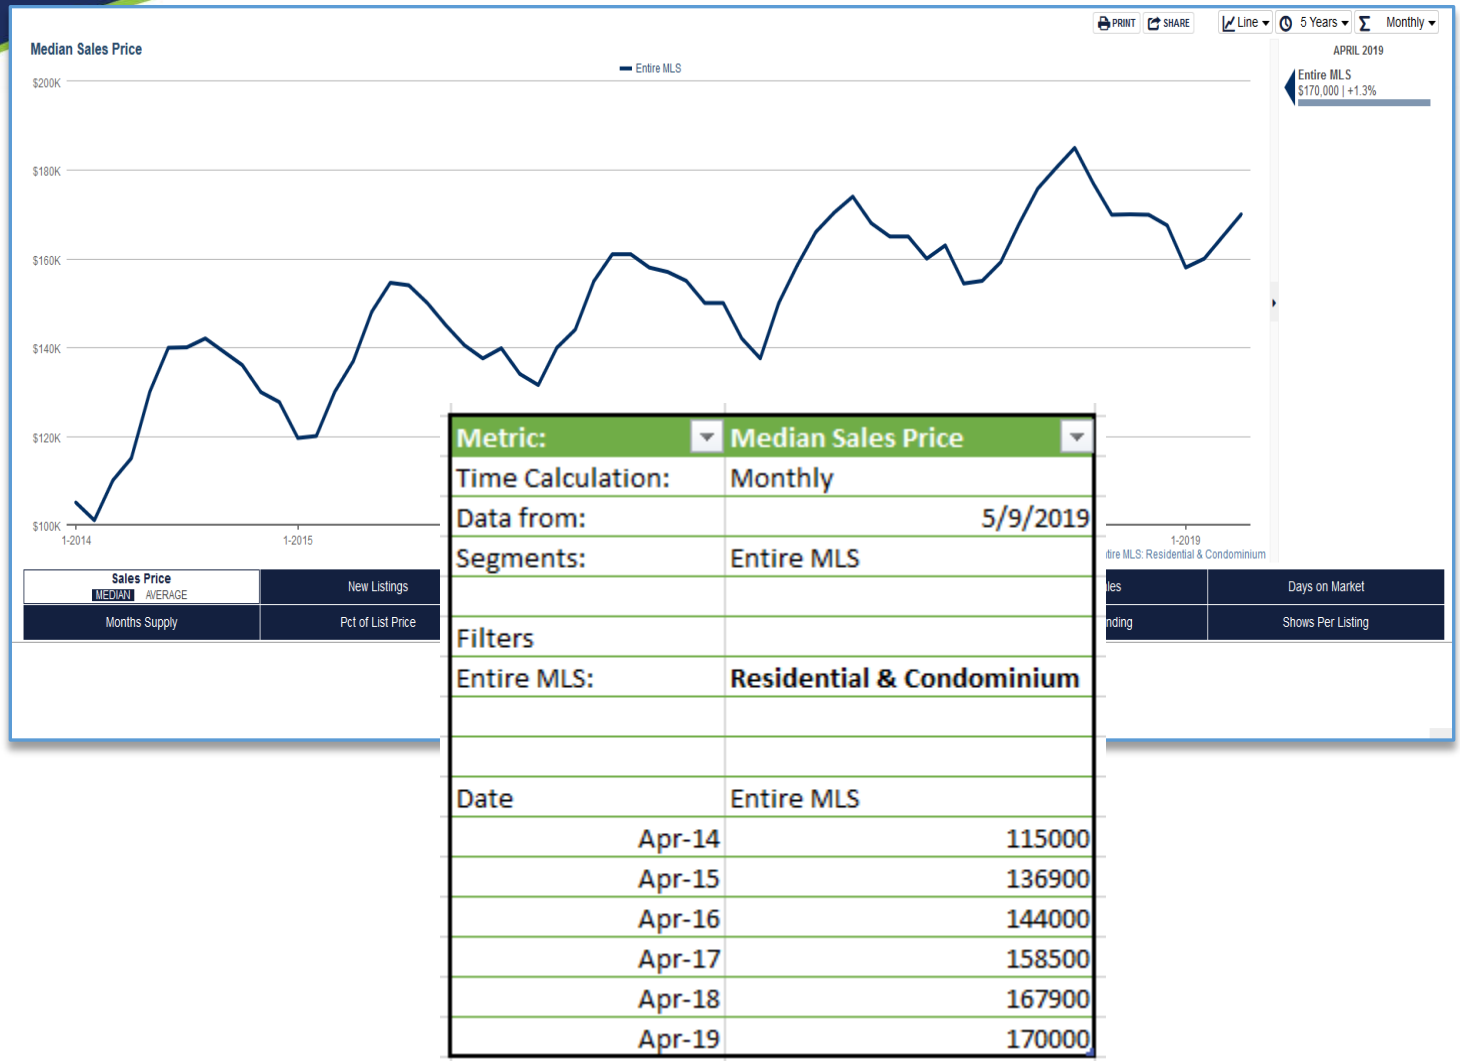 PRINT SHARE Line 5 Years Monthly
Median Sales Price
APRIL 2019
Entire MLS
Entire MLS
$170,000 | +1.3%
$200K
$180K
$160K
$140K
$120K
$100K
1-2014 1-2015 1-2019
Entire MLS: Residential & Condominium
Sales Price
MEDIAN AVERAGE
New Listings
Days on Market
Months Supply
Pct of List Price
Shows Per Listing
Metric: Median Sales Price
Time Calculation: Monthly
Data from: 5/9/2019
Segments: Entire MLS
Filters
Entire MLS: Residential & Condominium
Date Entire MLS
Apr-14 115000
Apr-15 136900
Apr-16 144000
Apr-17 158500
Apr-18 167900
Apr-19 170000